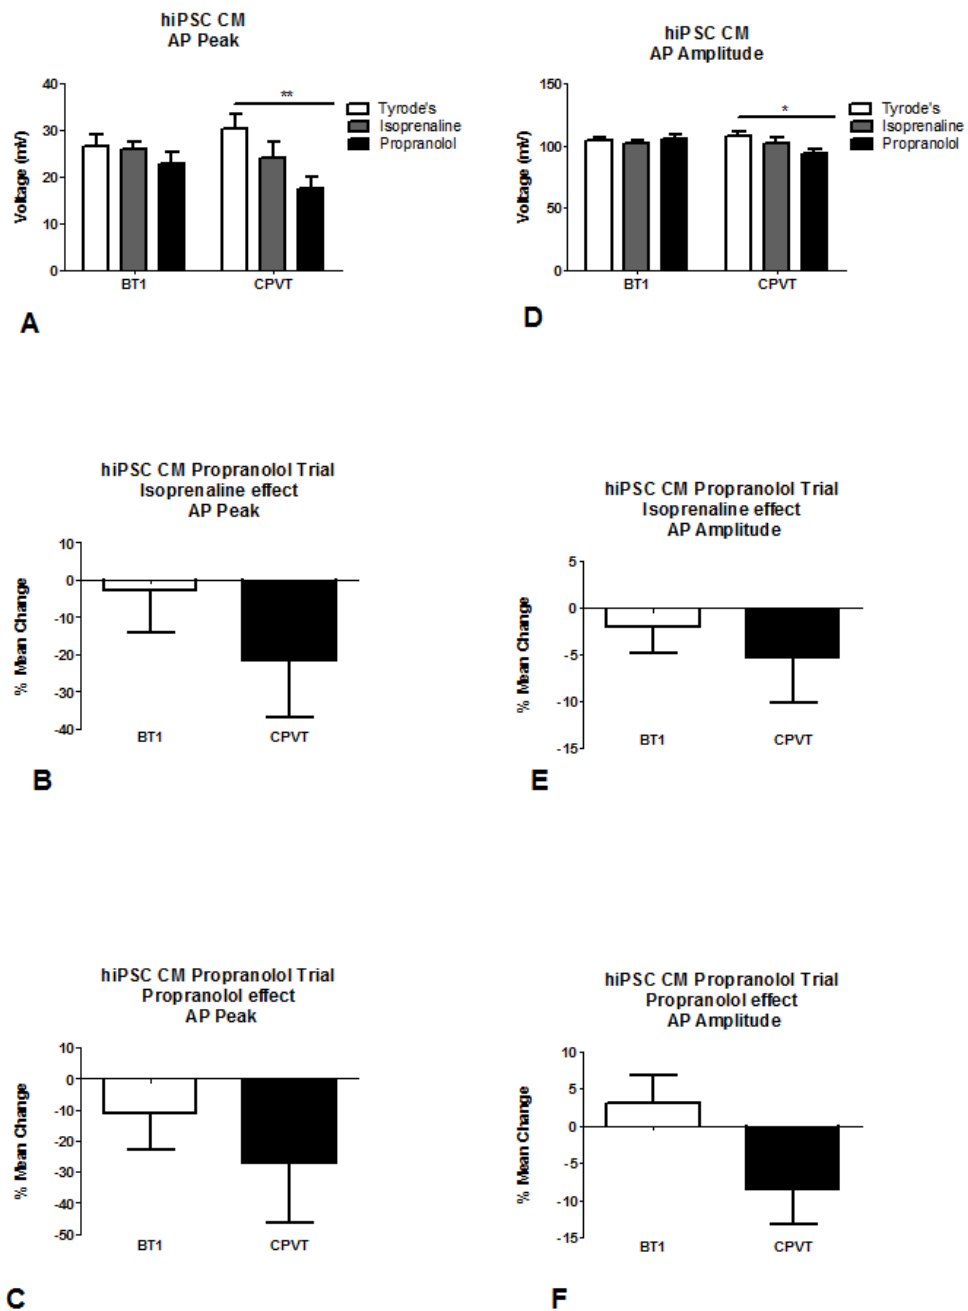 hiPSC CM
AP Peak
40
30
20
10
0
Voltage (mV)
**
Tyrode's
Isoprenaline
Propranolol
BT1
CPVT
A
hiPSC CM
AP Amplitude
150
100
50
0
Voltage (mV)
*
Tyrode's
Isoprenaline
Propranolol
BT1
CPVT
D
hiPSC CM Propranolol Trial
Isoprenaline effect
AP Peak
10
0
-10
-20
-30
-40
% Mean Change
BT1
CPVT
B
hiPSC CM Propranolol Trial
Isoprenaline effect
AP Amplitude
5
0
-5
-10
-15
% Mean Change
BT1
CPVT
E
hiPSC CM Propranolol Trial
Propranolol effect
AP Peak
10
0
-10
-20
-30
-40
-50
% Mean Change
BT1
CPVT
C
hiPSC CM Propranolol Trial
Propranolol effect
AP Amplitude
10
5
0
-5
-10
-15
% Mean Change
BT1
CPVT
F